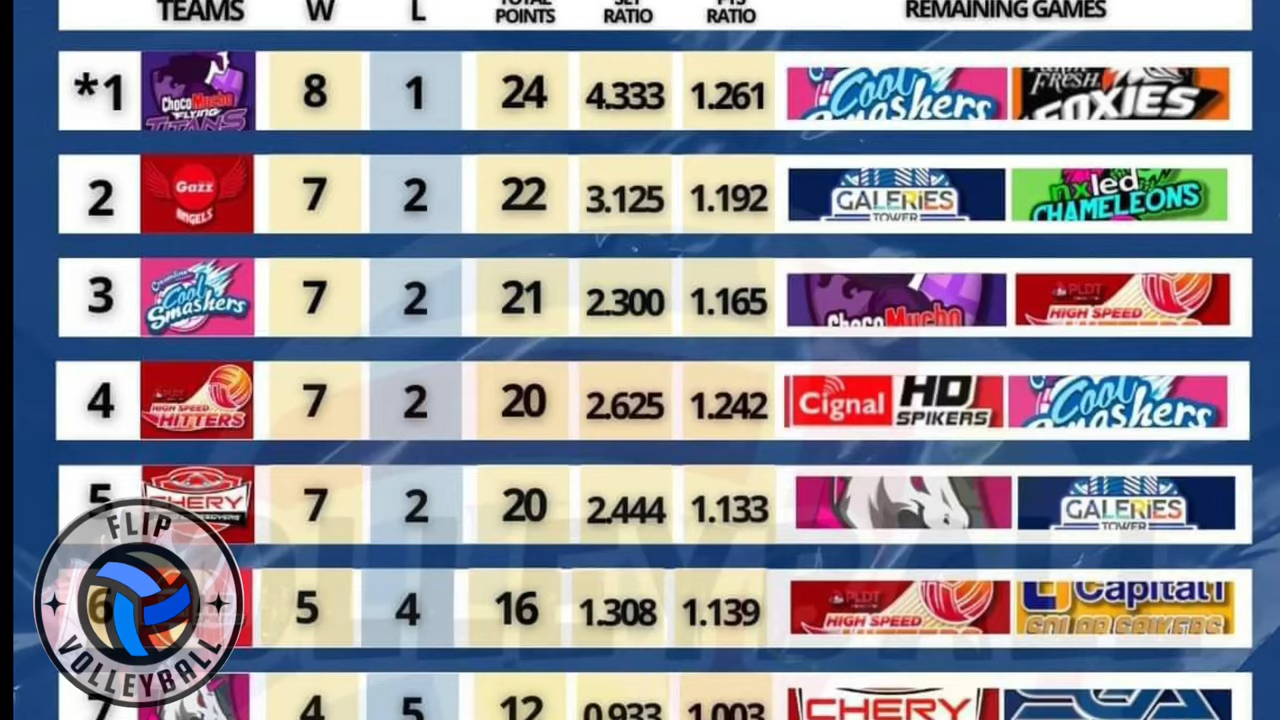 TEAMS W L TOTAL POINTS SET RATIO PTS RATIO REMAINING GAMES
*1 ChocoMucho FLYING TITANS 8 1 24 4.333 1.261 Cool Smashers FARM FRESH FOXIES
2 Gazz ANGELS 7 2 22 3.125 1.192 GALERIES TOWER nxled CHAMELEONS
3 Creamline Cool Smashers 7 2 21 2.300 1.165 ChocoMucho PLDT HIGH SPEED HITTERS
4 PLDT HIGH SPEED HITTERS 7 2 20 2.625 1.242 Cignal HD SPIKERS Cool Smashers
5 CHERY 7 2 20 2.444 1.133 GALERIES TOWER
6 5 4 16 1.308 1.139 PLDT HIGH SPEED HITTERS Capital1 SOLAR SPIKERS
7 4 5 12 0.933 1.003 CHERY
FLIP VOLLEYBALL